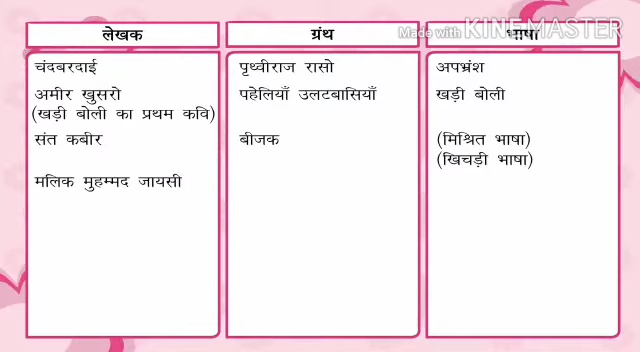 Made with KINEMASTER
लेखक ग्रंथ भाषा
चंदबरदाई पृथ्वीराज रासो अपभ्रंश
अमीर खुसरो पहेलियाँ उलटबासियाँ खड़ी बोली
(खड़ी बोली का प्रथम कवि)
संत कबीर बीजक (मिश्रित भाषा)
(खिचड़ी भाषा)
मलिक मुहम्मद जायसी